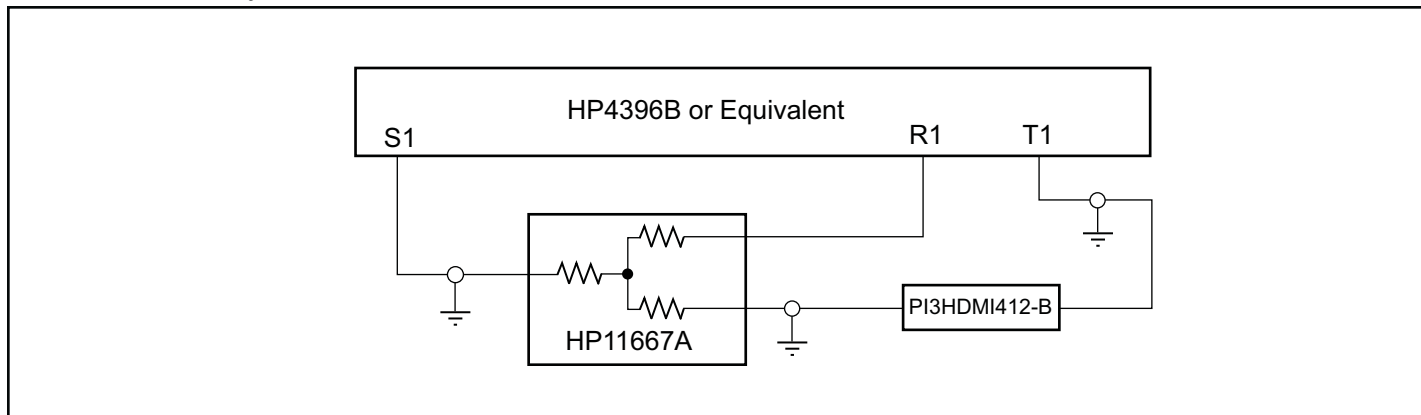 HP4396B or Equivalent
S1
R1
T1
HP11667A
PI3HDMI412-B